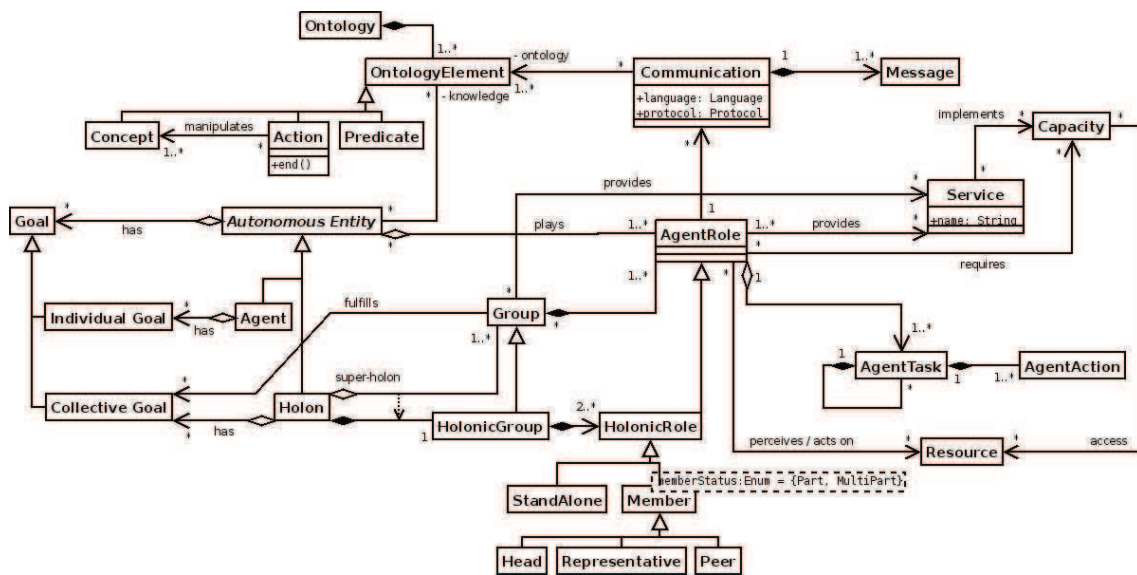 Ontology
1..*
- ontology
OntologyElement
* - knowledge
1..*
*
Communication
+language: Language
+protocol: Protocol
1
1..*
Message
Concept
manipulates
1..*
*
Action
+end()
Predicate
implements
*
*
Capacity
*
*
provides
*
Service
+name: String
*
Goal
*
has
Autonomous Entity
*
*
plays
1..*
1
AgentRole
1..*
provides
*
*
requires
*
1..*
1
Individual Goal
*
has
Agent
fulfills
*
Group
*
1..*
1..*
AgentTask
1
*
1
1..*
AgentAction
Collective Goal
*
*
has
Holon
super-holon
1
HolonicGroup
2..*
HolonicRole
perceives / acts on
*
Resource
*
access
memberStatus:Enum = {Part, MultiPart}
StandAlone
Member
Head
Representative
Peer